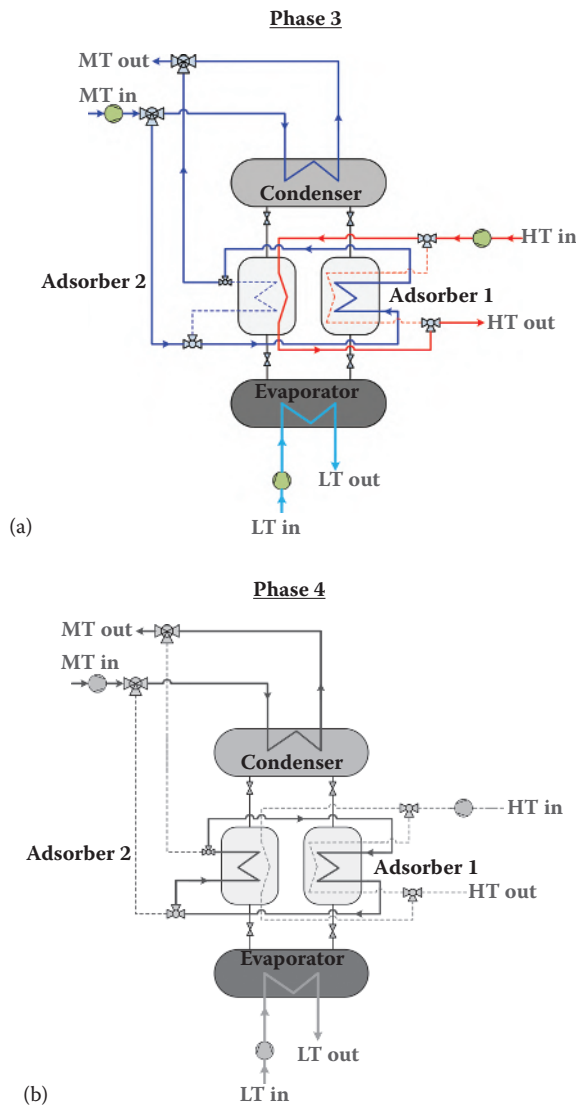 Phase 3
MT out
MT in
Condenser
HT in
Adsorber 2
Adsorber 1
HT out
Evaporator
LT out
LT in
(a)
Phase 4
MT out
MT in
Condenser
HT in
Adsorber 2
Adsorber 1
HT out
Evaporator
LT out
LT in
(b)